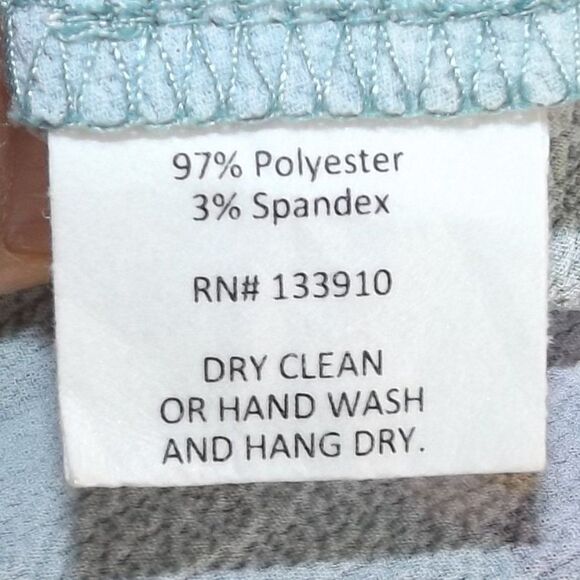 97% Polyester
3% Spandex
RN# 133910
DRY CLEAN
OR HAND WASH
AND HANG DRY.